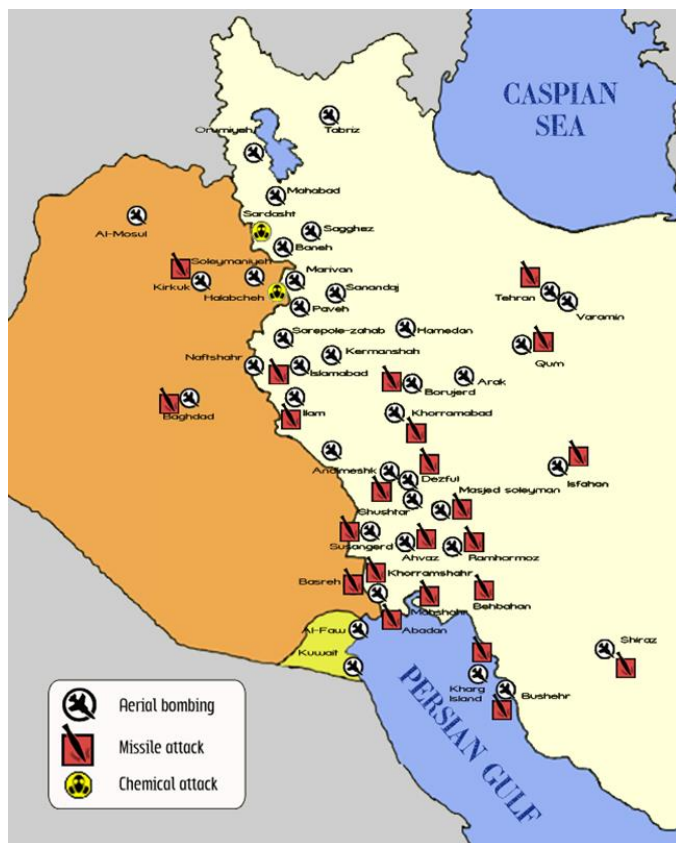 CASPIAN
SEA
Tabriz
Orumiyeh
Mahabad
Sardasht
Al-Mosul
Sagghez
Baneh
Soleymaniyeh
Marivan
Kirkuk
Halabcheh
Sanandaj
Tehran
Varamin
Paveh
Sarepole-zahab
Hamedan
Kermanshah
Qum
Naftshahr
Islamabad
Borujerd
Arak
Baghdad
Ilam
Khorramabad
Andimeshk
Dezful
Isfahan
Masjed soleyman
Shushtar
Susangerd
Ahvaz
Ramhormoz
Khorramshahr
Basreh
Behbahan
Mahshahr
Abadan
Al-Faw
Kuwait
Shiraz
Kharg
Island
Bushehr
PERSIAN GULF
Aerial bombing
Missile attack
Chemical attack